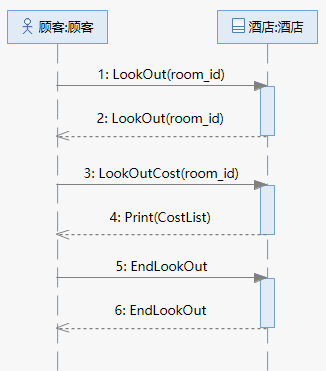 顾客:顾客
酒店:酒店
1: LookOut(room_id)
2: LookOut(room_id)
3: LookOutCost(room_id)
4: Print(CostList)
5: EndLookOut
6: EndLookOut